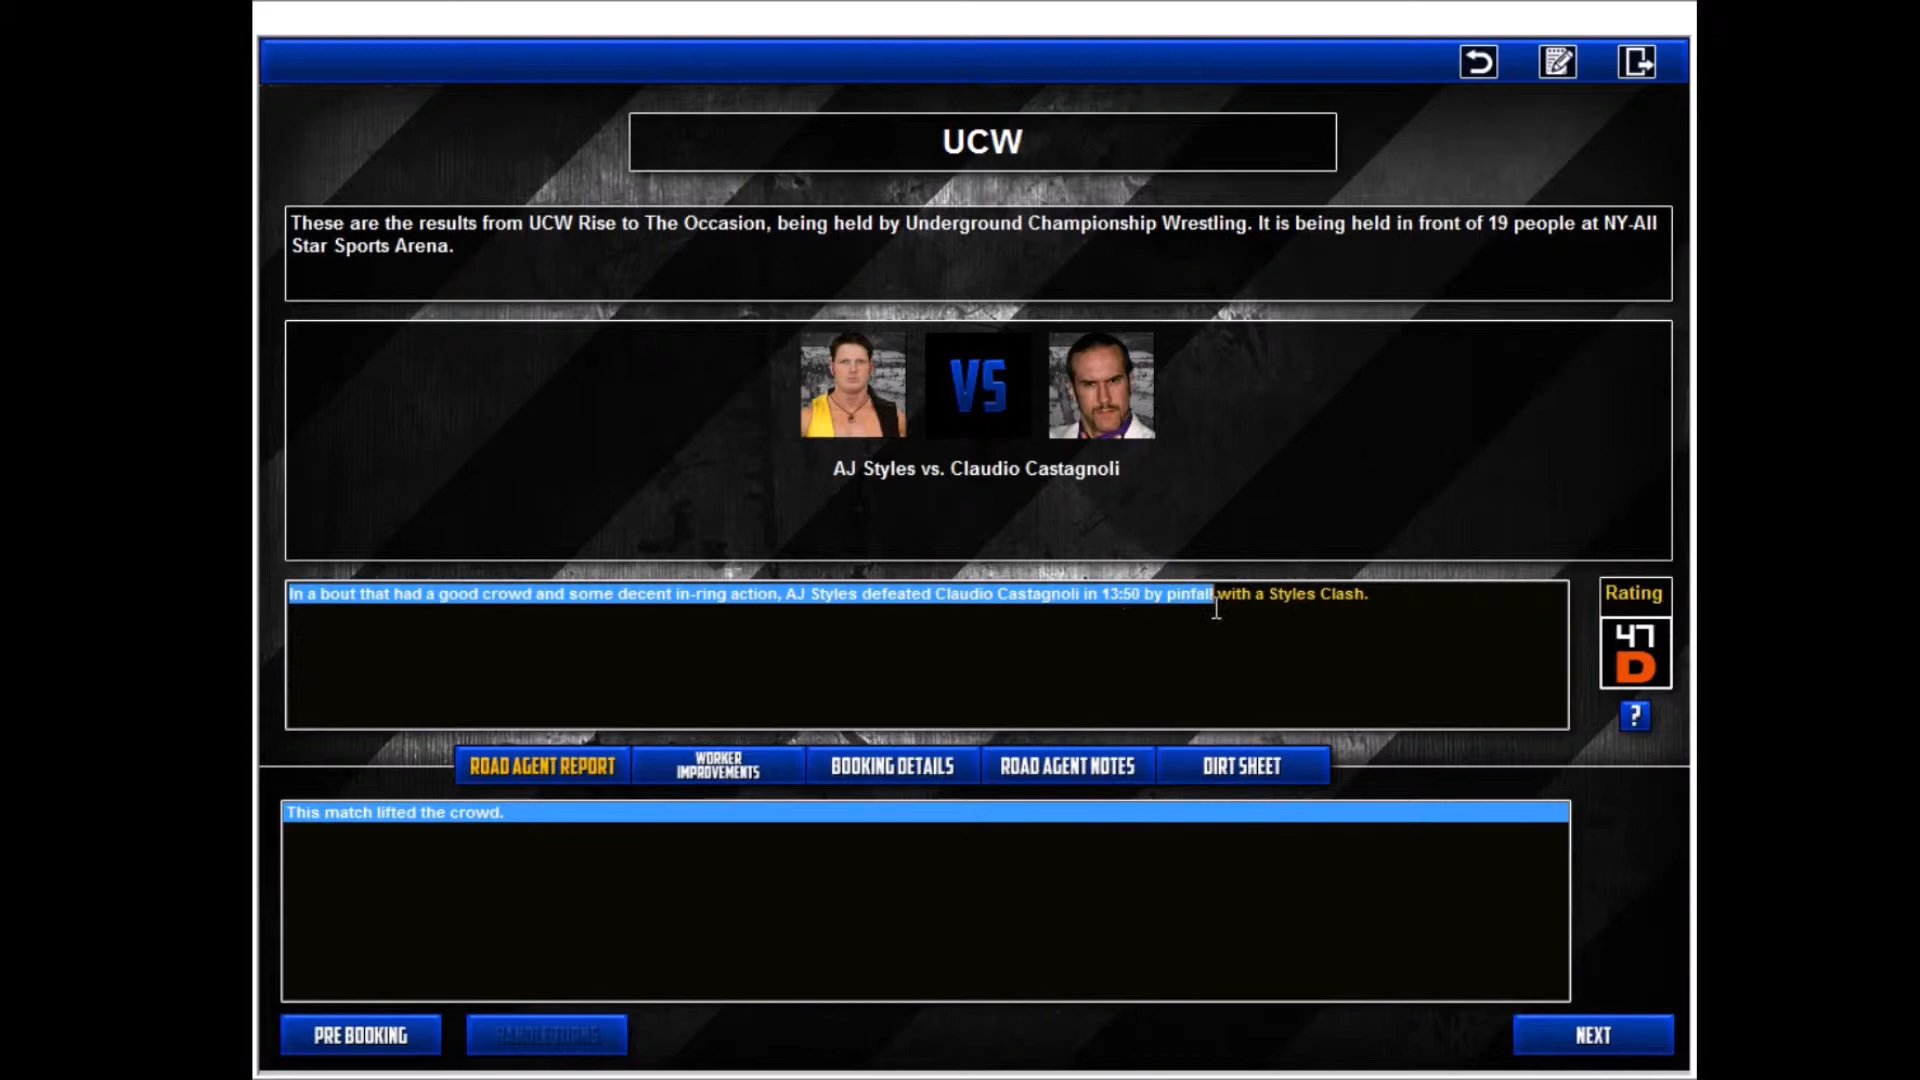 UCW
These are the results from UCW Rise to The Occasion, being held by Underground Championship Wrestling. It is being held in front of 19 people at NY-All
Star Sports Arena.
VS
AJ Styles vs. Claudio Castagnoli
In a bout that had a good crowd and some decent in-ring action, AJ Styles defeated Claudio Castagnoli in 13:50 by pinfall with a Styles Clash.
Rating
47
D
?
ROAD AGENT REPORT
WORKER
IMPROVEMENTS
BOOKING DETAILS
ROAD AGENT NOTES
DIRT SHEET
This match lifted the crowd.
PRE BOOKING
NEXT